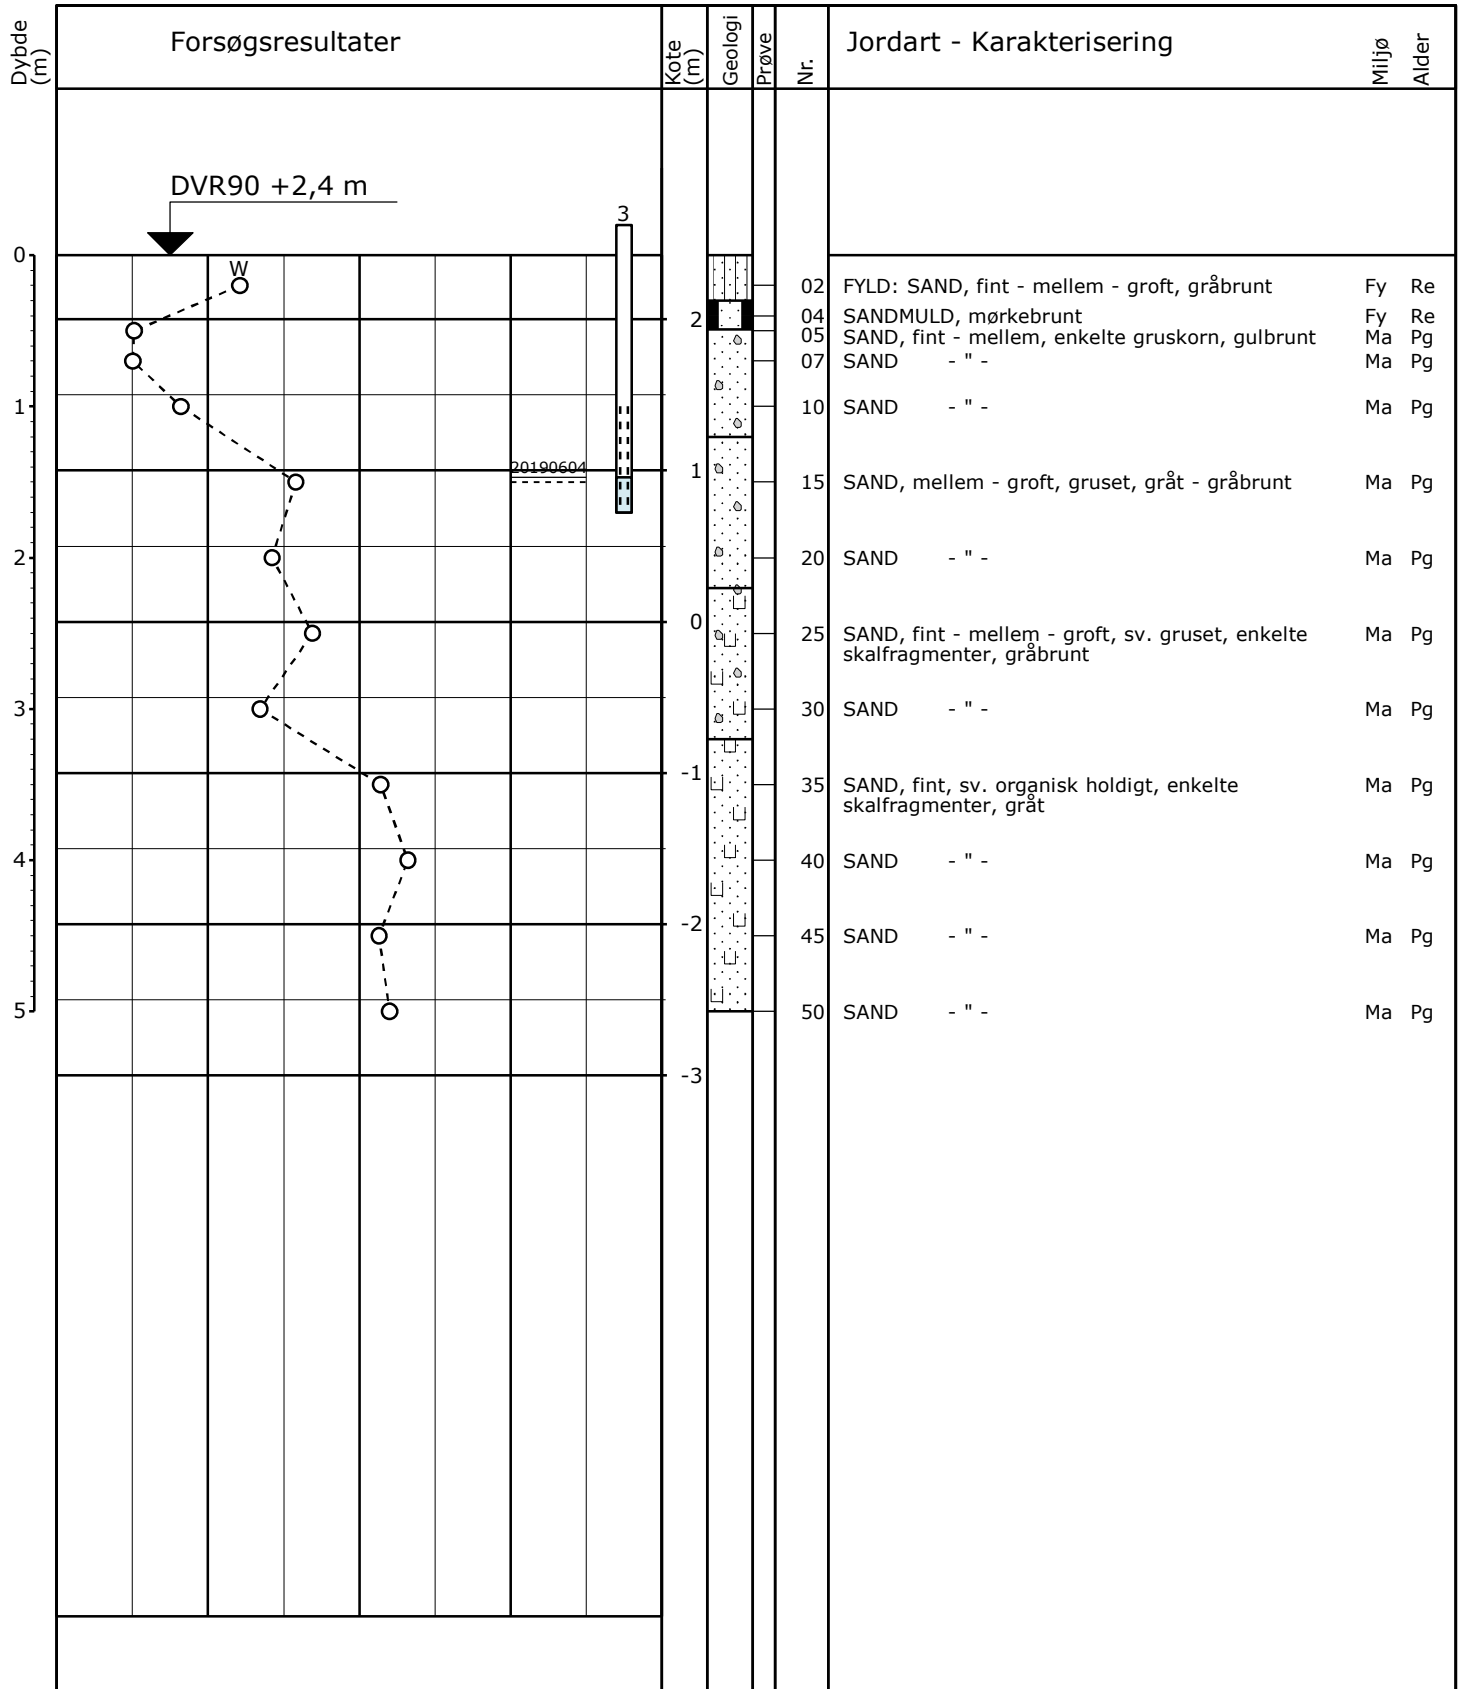 Dybde (m)
Forsøgsresultater
Kote (m)
Geologi
Prøve
Nr.
Jordart - Karakterisering
Miljø
Alder
DVR90 +2,4 m
3
0
W
02 FYLD: SAND, fint - mellem - groft, gråbrunt Fy Re
2
04 SANDMULD, mørkebrunt Fy Re
05 SAND, fint - mellem, enkelte gruskorn, gulbrunt Ma Pg
07 SAND - " - Ma Pg
1
10 SAND - " - Ma Pg
20190604
1
15 SAND, mellem - groft, gruset, gråt - gråbrunt Ma Pg
2
20 SAND - " - Ma Pg
0
25 SAND, fint - mellem - groft, sv. gruset, enkelte Ma Pg
skalfragmenter, gråbrunt
3
30 SAND - " - Ma Pg
-1
35 SAND, fint, sv. organisk holdigt, enkelte Ma Pg
skalfragmenter, gråt
4
40 SAND - " - Ma Pg
-2
45 SAND - " - Ma Pg
5
50 SAND - " - Ma Pg
-3